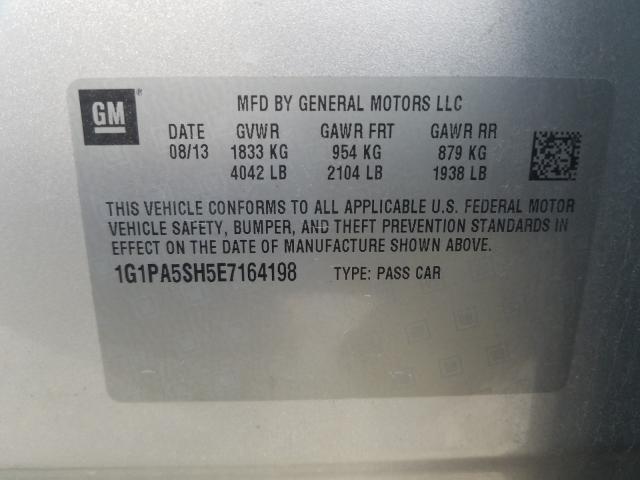 GM ®
MFD BY GENERAL MOTORS LLC
DATE GVWR GAWR FRT GAWR RR
08/13 1833 KG 954 KG 879 KG
4042 LB 2104 LB 1938 LB
THIS VEHICLE CONFORMS TO ALL APPLICABLE U.S. FEDERAL MOTOR
VEHICLE SAFETY, BUMPER, AND THEFT PREVENTION STANDARDS IN
EFFECT ON THE DATE OF MANUFACTURE SHOWN ABOVE.
1G1PA5SH5E7164198 TYPE: PASS CAR